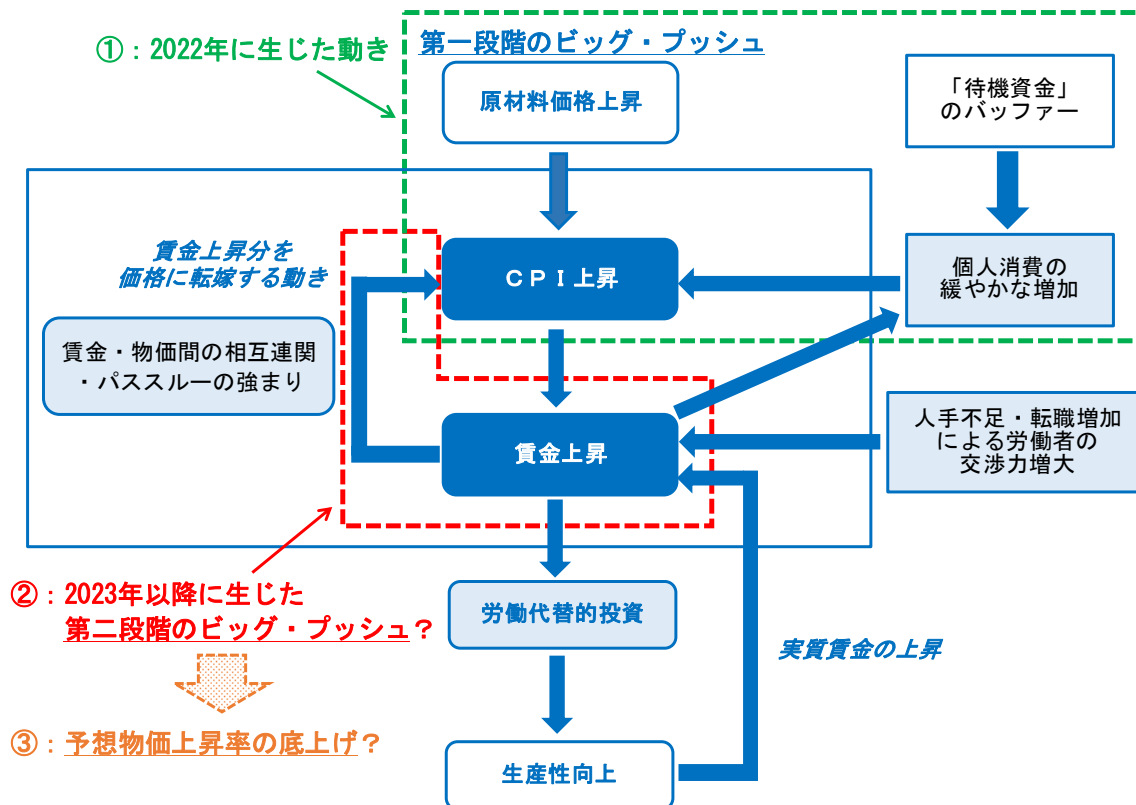 ①：2022年に生じた動き
第一段階のビッグ・プッシュ
原材料価格上昇
「待機資金」
のバッファー
賃金上昇分を
価格に転嫁する動き
ＣＰＩ上昇
個人消費の
緩やかな増加
賃金・物価間の相互連関
・パススルーの強まり
賃金上昇
人手不足・転職増加
による労働者の
交渉力増大
②：2023年以降に生じた
第二段階のビッグ・プッシュ？
労働代替的投資
実質賃金の上昇
③：予想物価上昇率の底上げ？
生産性向上